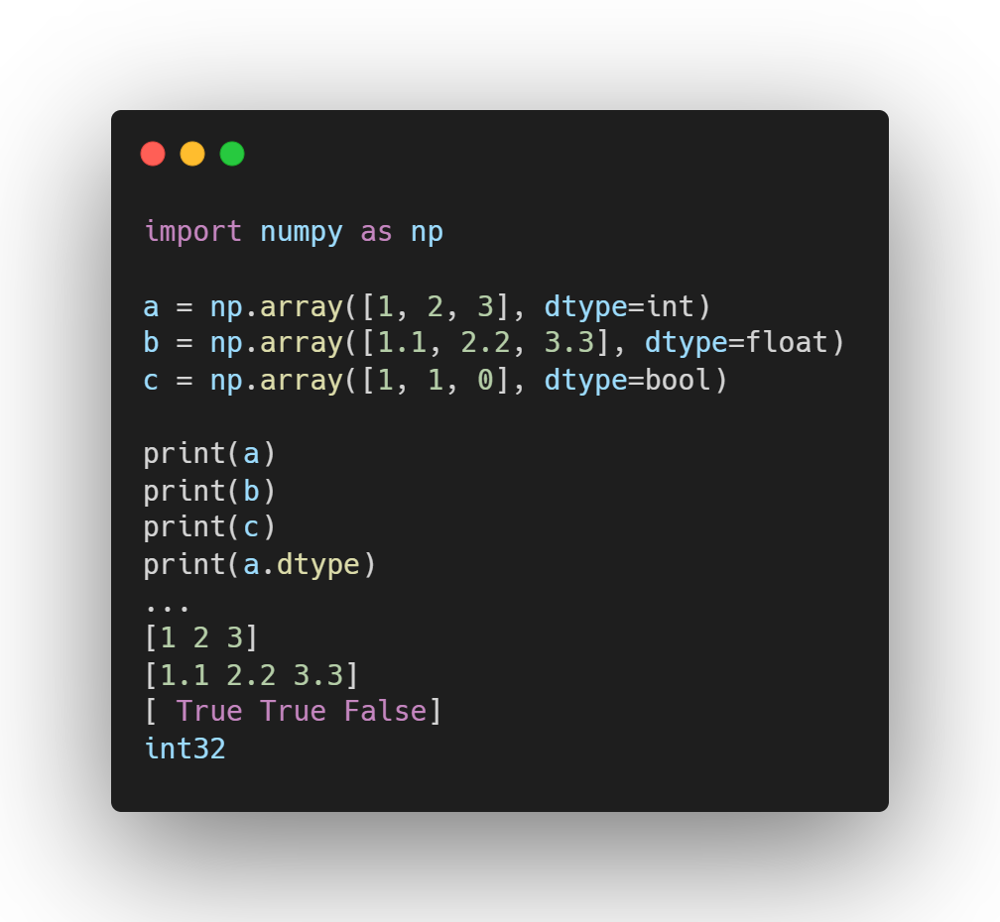 import numpy as np
a = np.array([1, 2, 3], dtype=int)
b = np.array([1.1, 2.2, 3.3], dtype=float)
c = np.array([1, 1, 0], dtype=bool)
print(a)
print(b)
print(c)
print(a.dtype)
...
[1 2 3]
[1.1 2.2 3.3]
[ True True False]
int32